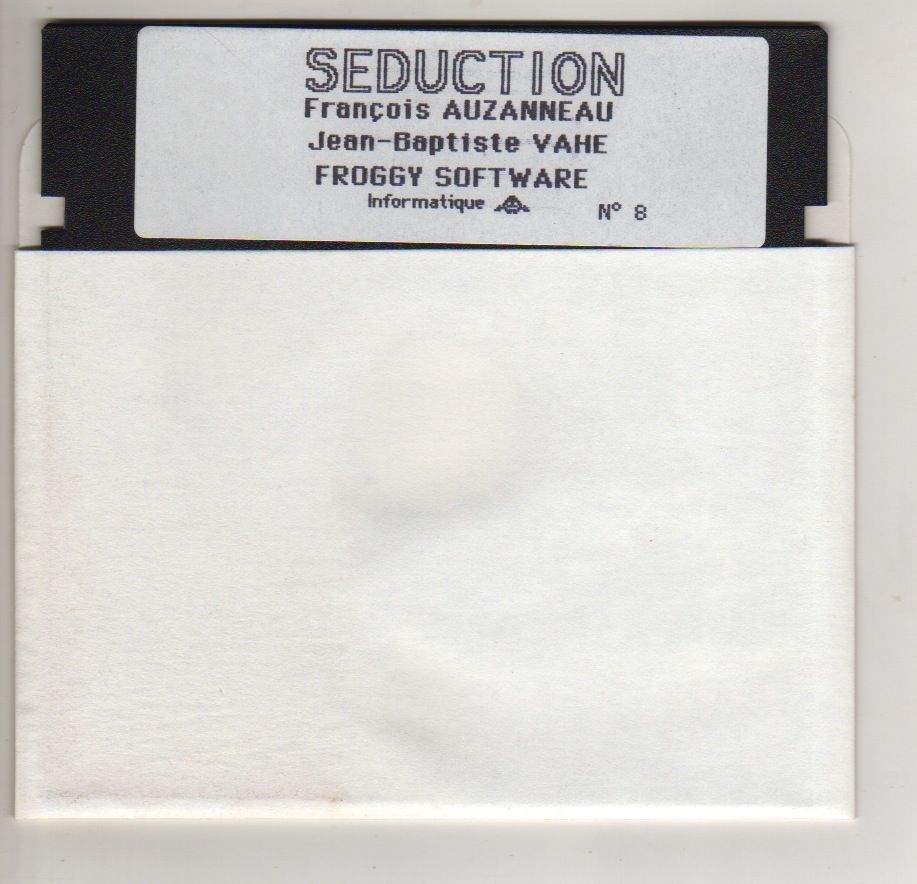 SEDUCTION
François AUZANNEAU
Jean-Baptiste VAHE
FROGGY SOFTWARE
Informatique
N° 8